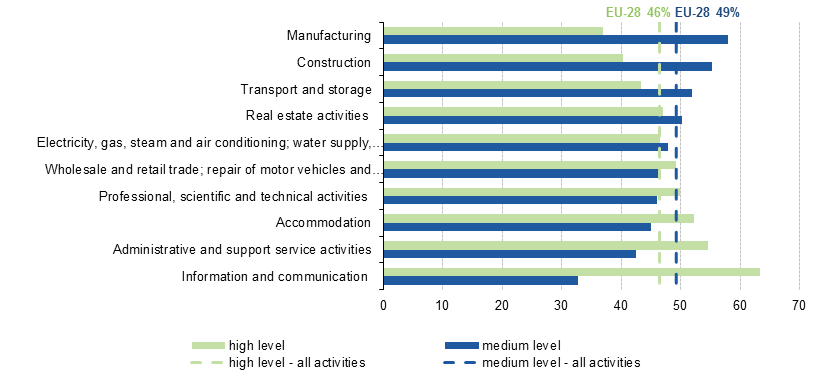 EU-28 46% EU-28 49%
Manufacturing
Construction
Transport and storage
Real estate activities
Electricity, gas, steam and air conditioning; water supply,...
Wholesale and retail trade; repair of motor vehicles and...
Professional, scientific and technical activities
Accommodation
Administrative and support service activities
Information and communication
0 10 20 30 40 50 60 70
high level medium level
high level - all activities medium level - all activities